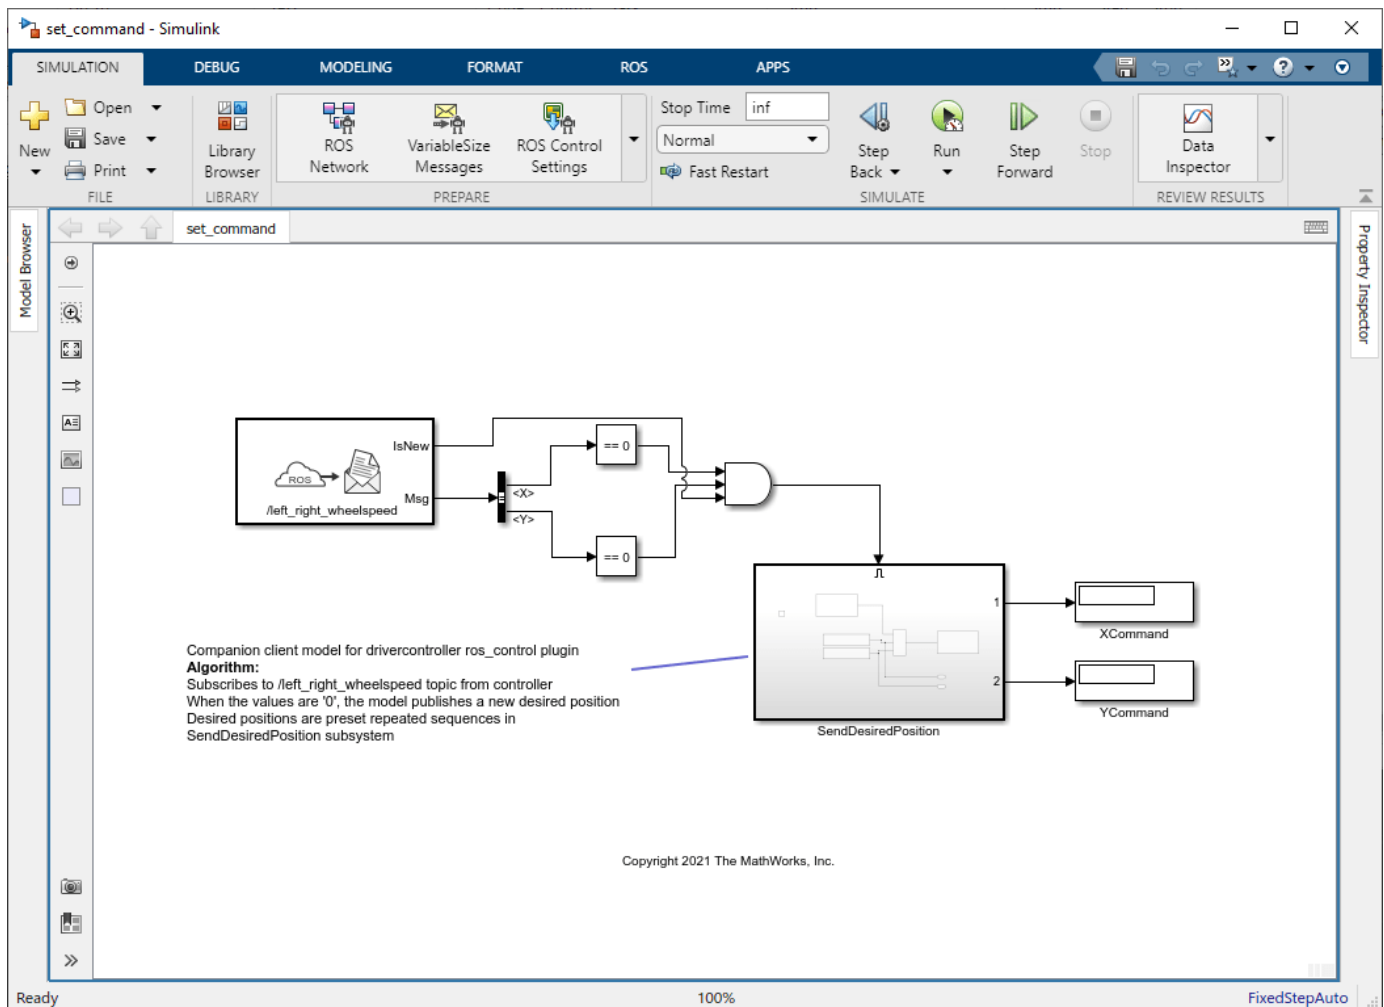 set_command - Simulink
SIMULATION DEBUG MODELING FORMAT ROS APPS
New
Open
Save
Print
FILE
Library Browser
LIBRARY
ROS Network
VariableSize Messages
ROS Control Settings
PREPARE
Stop Time inf
Normal
Fast Restart
Step Back
Run
Step Forward
Stop
SIMULATE
Data Inspector
REVIEW RESULTS
Model Browser
set_command
Property Inspector
IsNew
ROS
Msg
/left_right_wheelspeed
<X>
<Y>
== 0
== 0
1
2
SendDesiredPosition
XCommand
YCommand
Companion client model for drivercontroller ros_control plugin
Algorithm:
Subscribes to /left_right_wheelspeed topic from controller
When the values are '0', the model publishes a new desired position
Desired positions are preset repeated sequences in
SendDesiredPosition subsystem
Copyright 2021 The MathWorks, Inc.
Ready 100% FixedStepAuto